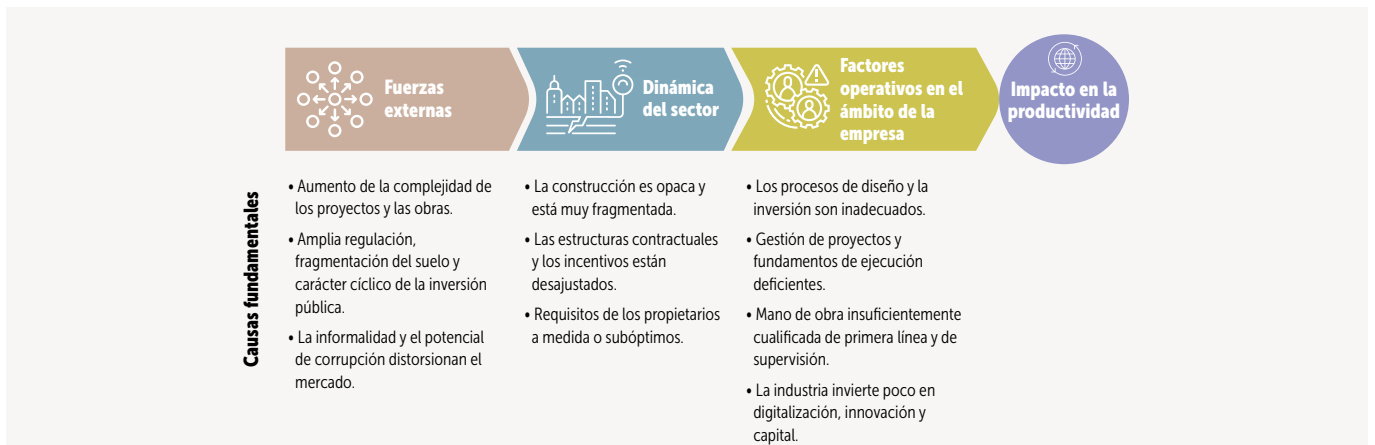 Fuerzas
externas
Dinámica
del sector
Factores
operativos en el
ámbito de la
empresa
Impacto en la
productividad
Causas fundamentales
• Aumento de la complejidad de
los proyectos y las obras.
• Amplia regulación,
fragmentación del suelo y
carácter cíclico de la inversión
pública.
• La informalidad y el potencial
de corrupción distorsionan el
mercado.
• La construcción es opaca y
está muy fragmentada.
• Las estructuras contractuales
y los incentivos están
desajustados.
• Requisitos de los propietarios
a medida o subóptimos.
• Los procesos de diseño y la
inversión son inadecuados.
• Gestión de proyectos y
fundamentos de ejecución
deficientes.
• Mano de obra insuficientemente
cualificada de primera línea y de
supervisión.
• La industria invierte poco en
digitalización, innovación y
capital.